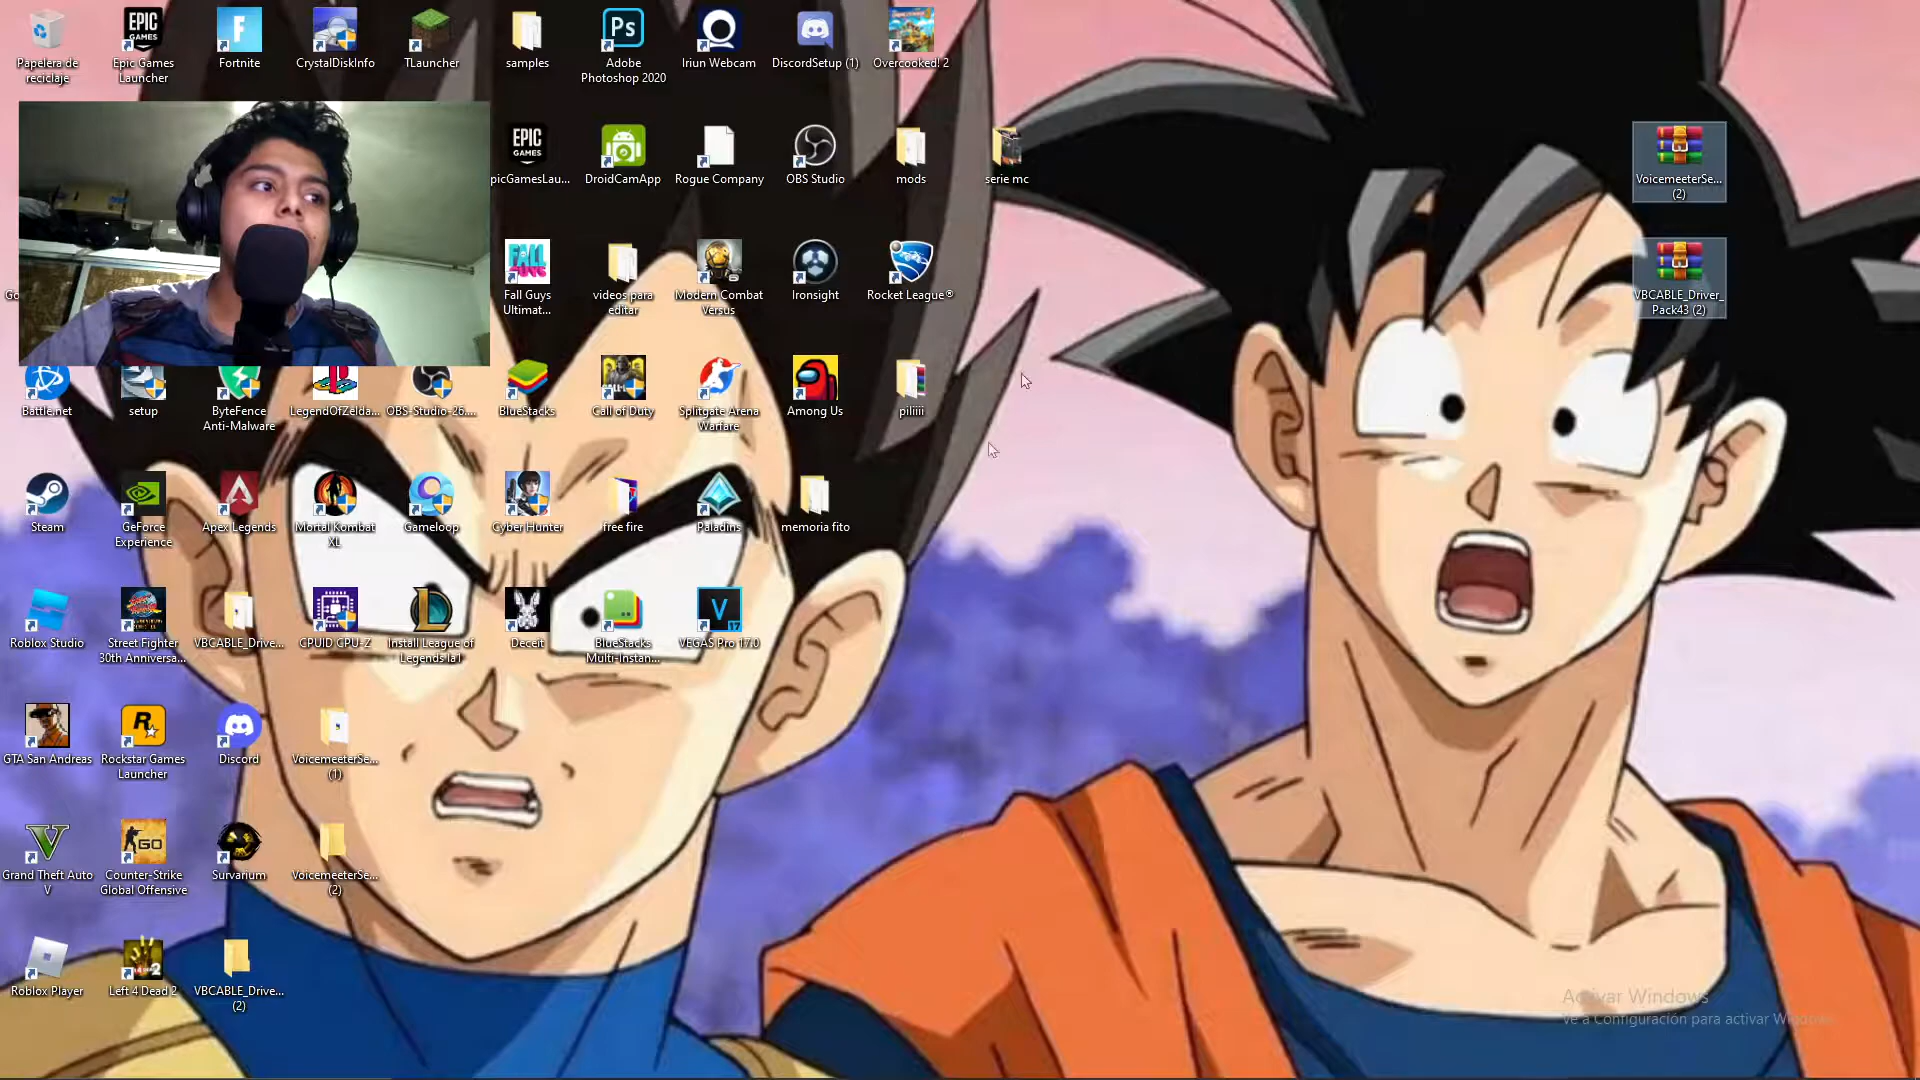 Papelera de
reciclaje
Epic Games
Launcher
Fortnite
CrystalDiskInfo
TLauncher
samples
Adobe
Photoshop 2020
Iriun Webcam
DiscordSetup (1)
Overcooked! 2
picGamesLau...
DroidCamApp
Rogue Company
OBS Studio
mods
serie mc
VoicemeeterSe...
(2)
Fall Guys
Ultimat...
videos para
editar
Modern Combat
Versus
Ironsight
Rocket League®
VBCABLE_Driver_
Pack43 (2)
Battle.net
setup
ByteFence
Anti-Malware
LegendOfZelda...
OBS-Studio-26....
BlueStacks
Call of Duty
Splitgate Arena
Warfare
Among Us
piliiii
Steam
GeForce
Experience
Apex Legends
Mortal Kombat
XL
Gameloop
Cyber Hunter
free fire
Paladins
memoria fito
Roblox Studio
Street Fighter
30th Anniversa...
VBCABLE_Drive...
CPUID CPU-Z
Install League of
Legends la1
Deceit
BlueStacks
Multi-Instan...
VEGAS Pro 17.0
GTA San Andreas
Rockstar Games
Launcher
Discord
VoicemeeterSe...
(1)
Grand Theft Auto
V
Counter-Strike
Global Offensive
Survarium
VoicemeeterSe...
(2)
Roblox Player
Left 4 Dead 2
VBCABLE_Drive...
(2)
Activar Windows
Ve a Configuración para activar Windows.